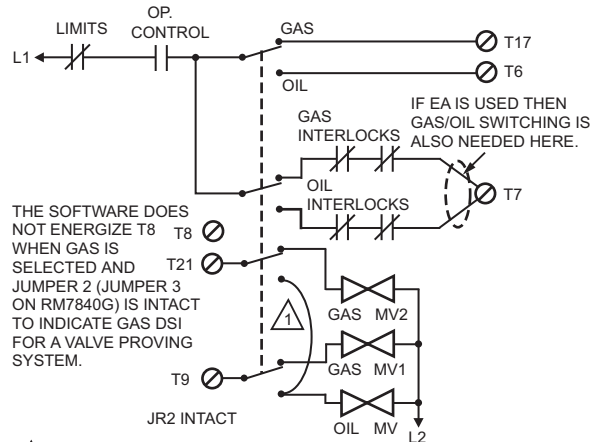 LIMITS
OP.
CONTROL
L1
GAS
T17
T6
OIL
GAS
INTERLOCKS
IF EA IS USED THEN
GAS/OIL SWITCHING IS
ALSO NEEDED HERE.
OIL
INTERLOCKS
T7
THE SOFTWARE DOES
NOT ENERGIZE T8
WHEN GAS IS
SELECTED AND
JUMPER 2 (JUMPER 3
ON RM7840G) IS INTACT
TO INDICATE GAS DSI
FOR A VALVE PROVING
SYSTEM.
T8
T21
GAS MV2
1
GAS MV1
T9
JR2 INTACT
OIL MV
L2